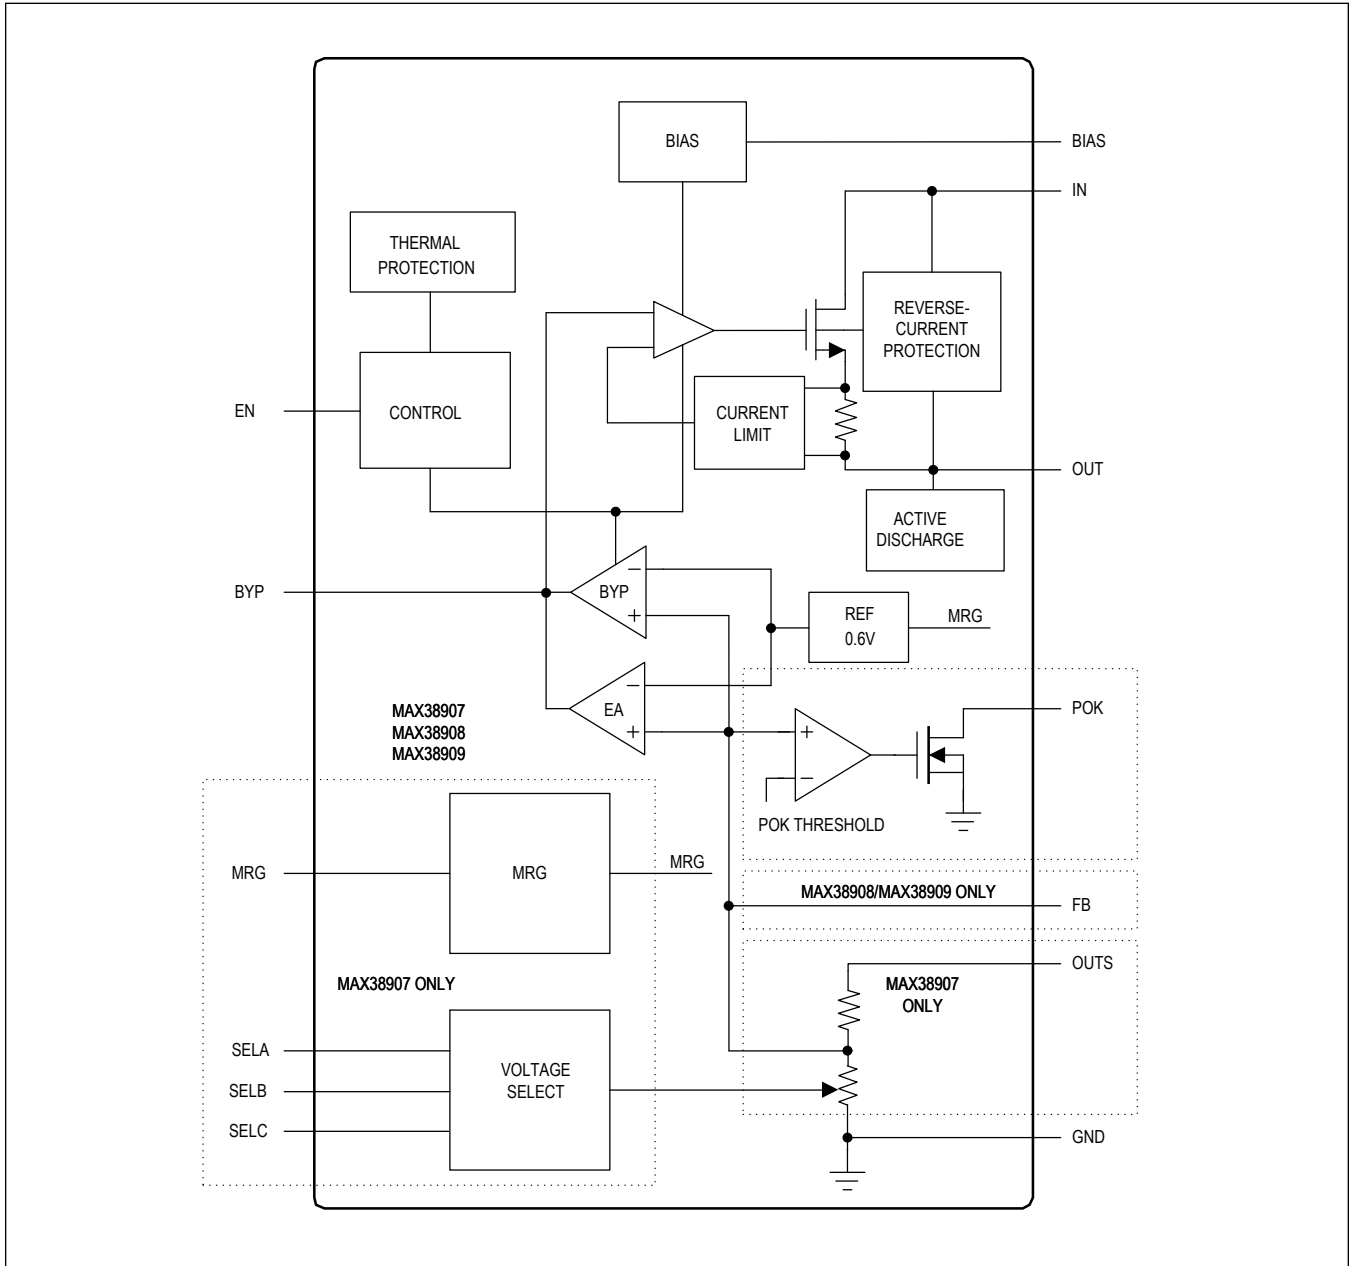 BIAS
BIAS
IN
THERMAL
PROTECTION
REVERSE-
CURRENT
PROTECTION
EN
CONTROL
CURRENT
LIMIT
OUT
ACTIVE
DISCHARGE
BYP
−
BYP
+
REF
0.6V
MRG
−
EA
+
MAX38907
MAX38908
MAX38909
+
−
POK THRESHOLD
POK
MRG
MRG
MRG
MAX38908/MAX38909 ONLY
FB
MAX38907 ONLY
OUTS
MAX38907
ONLY
SELA
SELB
SELC
VOLTAGE
SELECT
GND